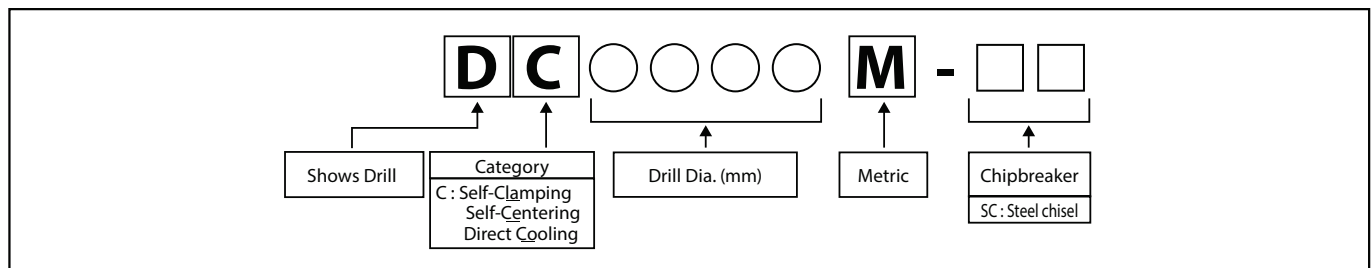 D C ○ ○ ○ ○ M - □ □
Shows Drill
Category
C : Self-Clamping
Self-Centering
Direct Cooling
Drill Dia. (mm)
Metric
Chipbreaker
SC : Steel chisel